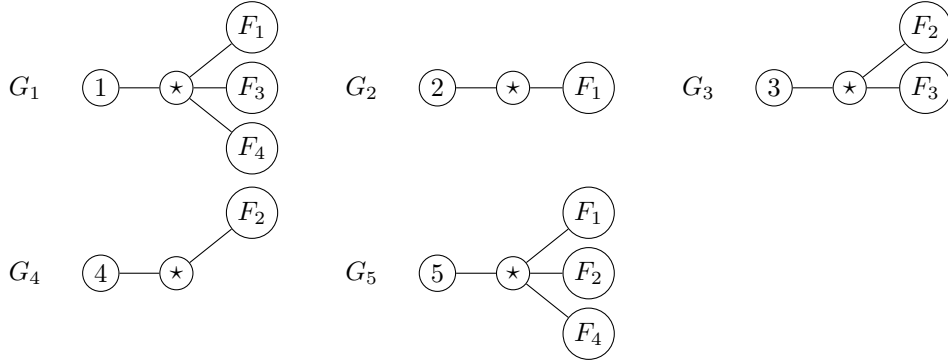 F₁
G₁ 1 ⋆ F₃
F₄
G₂ 2 ⋆ F₁
F₂
G₃ 3 ⋆ F₃
F₂
G₄ 4 ⋆
F₁
G₅ 5 ⋆ F₂
F₄